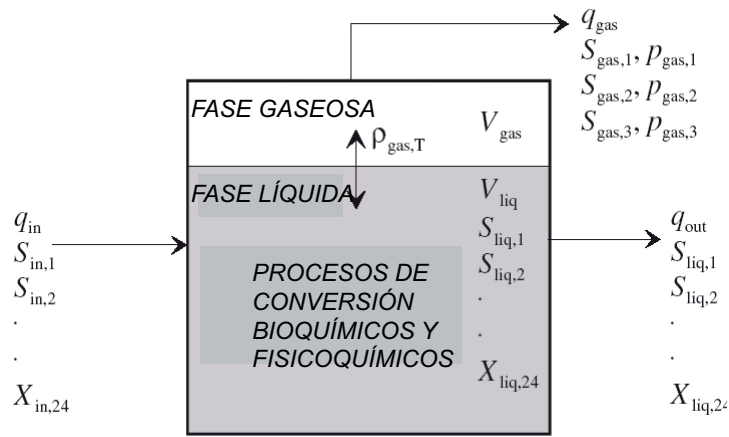 q_gas
S_gas,1, p_gas,1
S_gas,2, p_gas,2
S_gas,3, p_gas,3
FASE GASEOSA
V_gas
ρ_gas,T
FASE LÍQUIDA
V_liq
S_liq,1
S_liq,2
.
.
X_liq,24
PROCESOS DE
CONVERSIÓN
BIOQUÍMICOS Y
FISICOQUÍMICOS
q_in
S_in,1
S_in,2
.
.
X_in,24
q_out
S_liq,1
S_liq,2
.
.
X_liq,24